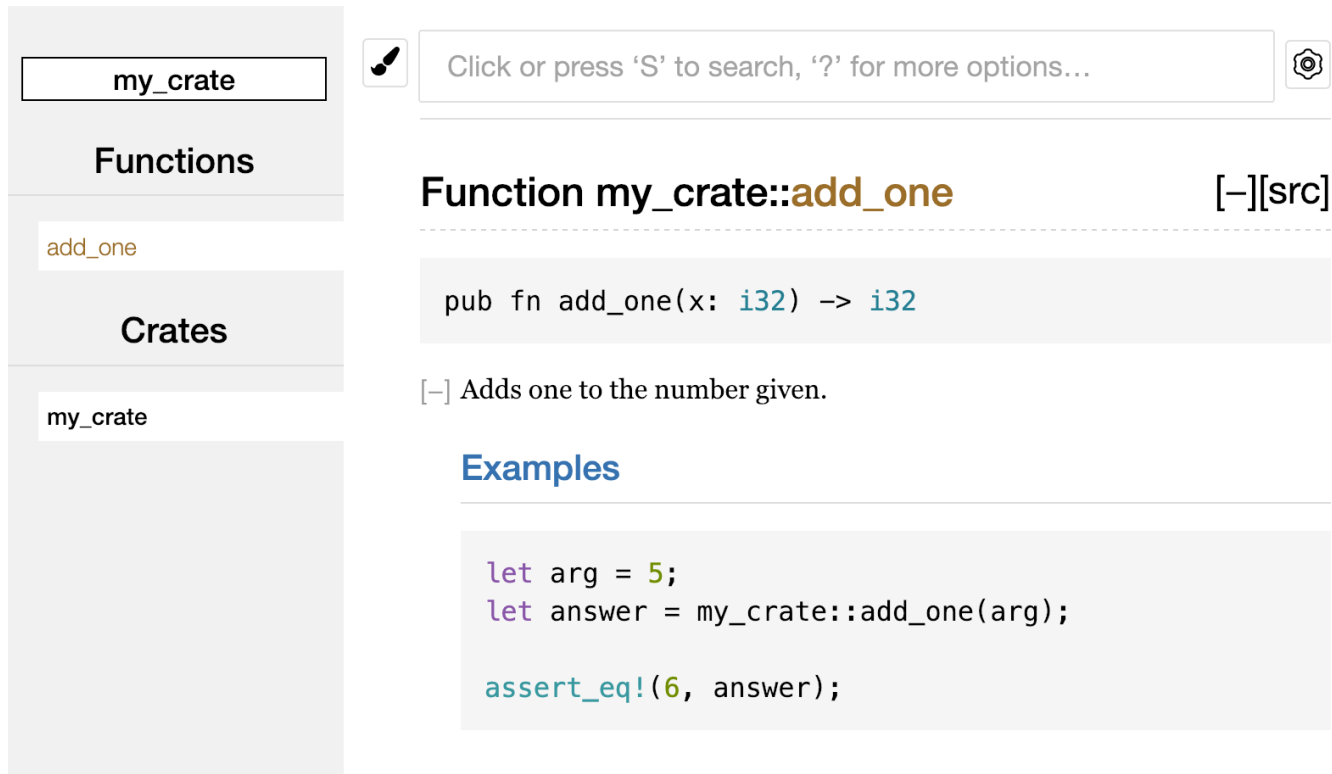 my_crate
Functions
add_one
Crates
my_crate
Click or press ‘S’ to search, ‘?’ for more options…
Function my_crate::add_one
[–][src]
pub fn add_one(x: i32) -> i32
[–] Adds one to the number given.
Examples
let arg = 5;
let answer = my_crate::add_one(arg);
assert_eq!(6, answer);